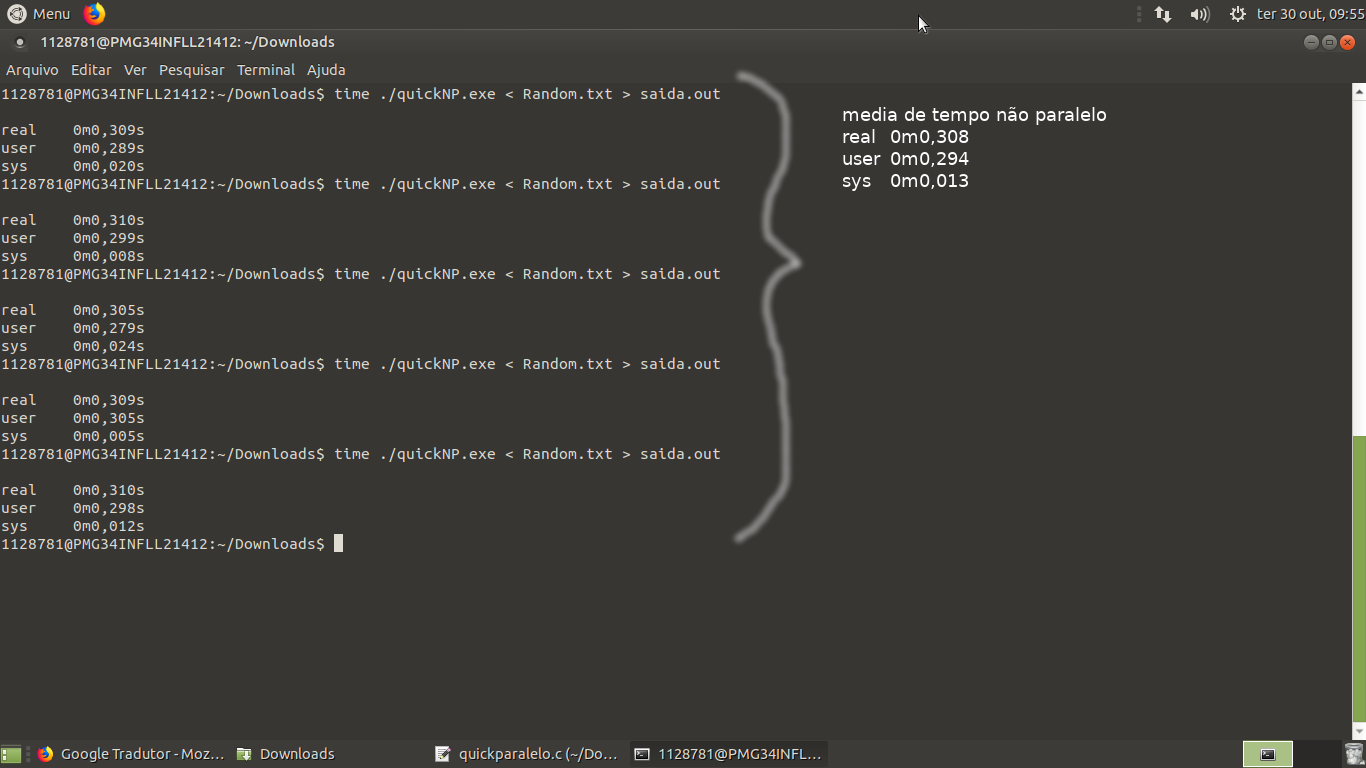 Menu ter 30 out, 09:55
1128781@PMG34INFLL21412: ~/Downloads
Arquivo Editar Ver Pesquisar Terminal Ajuda
1128781@PMG34INFLL21412:~/Downloads$ time ./quickNP.exe < Random.txt > saida.out
real 0m0,309s
user 0m0,289s
sys 0m0,020s
1128781@PMG34INFLL21412:~/Downloads$ time ./quickNP.exe < Random.txt > saida.out
real 0m0,310s
user 0m0,299s
sys 0m0,008s
1128781@PMG34INFLL21412:~/Downloads$ time ./quickNP.exe < Random.txt > saida.out
real 0m0,305s
user 0m0,279s
sys 0m0,024s
1128781@PMG34INFLL21412:~/Downloads$ time ./quickNP.exe < Random.txt > saida.out
real 0m0,309s
user 0m0,305s
sys 0m0,005s
1128781@PMG34INFLL21412:~/Downloads$ time ./quickNP.exe < Random.txt > saida.out
real 0m0,310s
user 0m0,298s
sys 0m0,012s
1128781@PMG34INFLL21412:~/Downloads$
media de tempo não paralelo
real 0m0,308
user 0m0,294
sys 0m0,013
Google Tradutor - Moz... Downloads quickparalelo.c (~/Do... 1128781@PMG34INFL...